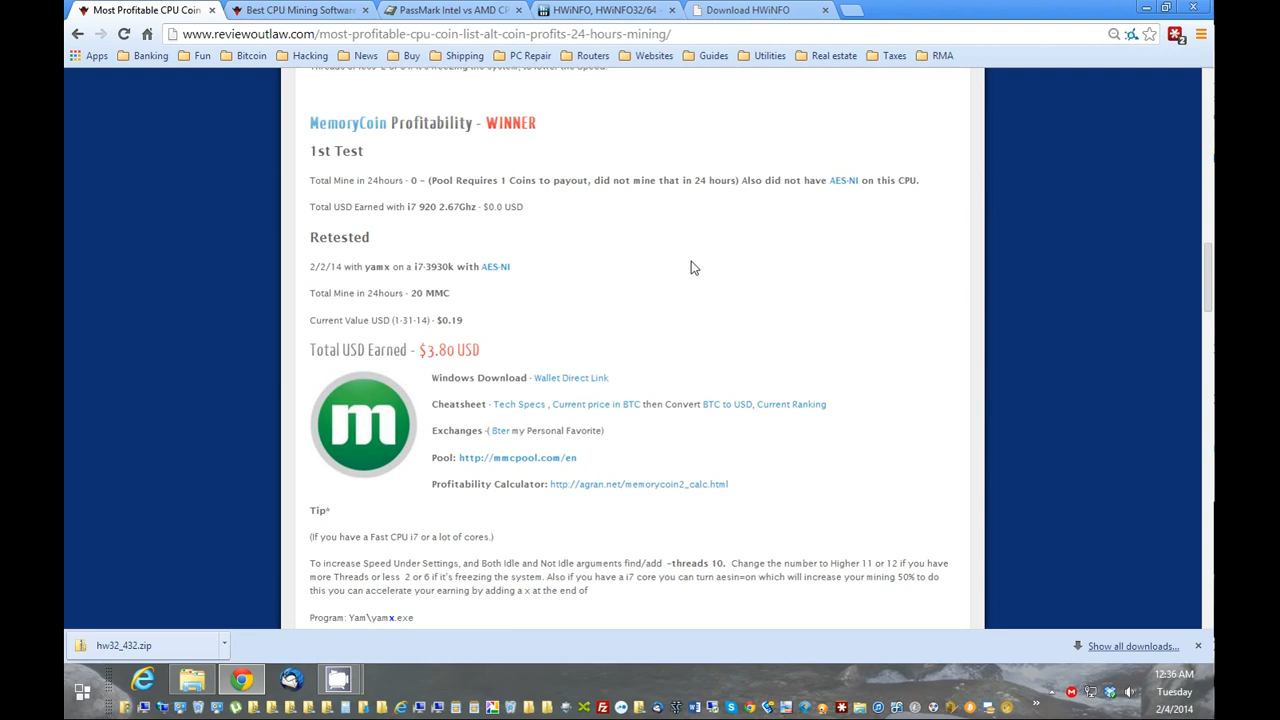 Most Profitable CPU Coin
Best CPU Mining Software
PassMark Intel vs AMD CP
HWiNFO, HWiNFO32/64 -
Download HWiNFO
www.reviewoutlaw.com/most-profitable-cpu-coin-list-alt-coin-profits-24-hours-mining/
2
Apps Banking Fun Bitcoin Hacking News Buy Shipping PC Repair Routers Websites Guides Utilities Real estate Taxes RMA
MemoryCoin Profitability - WINNER
1st Test
Total Mine in 24hours - 0 – (Pool Requires 1 Coins to payout, did not mine that in 24 hours) Also did not have AES-NI on this CPU.
Total USD Earned with i7 920 2.67Ghz - $0.0 USD
Retested
2/2/14 with yamx on a i7-3930k with AES-NI
Total Mine in 24hours - 20 MMC
Current Value USD (1-31-14) - $0.19
Total USD Earned - $3.80 USD
m
Windows Download - Wallet Direct Link
Cheatsheet - Tech Specs , Current price in BTC then Convert BTC to USD, Current Ranking
Exchanges -( Bter my Personal Favorite)
Pool: http://mmcpool.com/en
Profitability Calculator: http://agran.net/memorycoin2_calc.html
Tip*
(If you have a Fast CPU i7 or a lot of cores.)
To increase Speed Under Settings, and Both Idle and Not Idle arguments find/add –threads 10. Change the number to Higher 11 or 12 if you have
more Threads or less 2 or 6 if it's freezing the system. Also if you have a i7 core you can turn aesin=on which will increase your mining 50% to do
this you can accelerate your earning by adding a x at the end of
Program: Yam\yamx.exe
hw32_432.zip
Show all downloads...
12:36 AM
Tuesday
2/4/2014